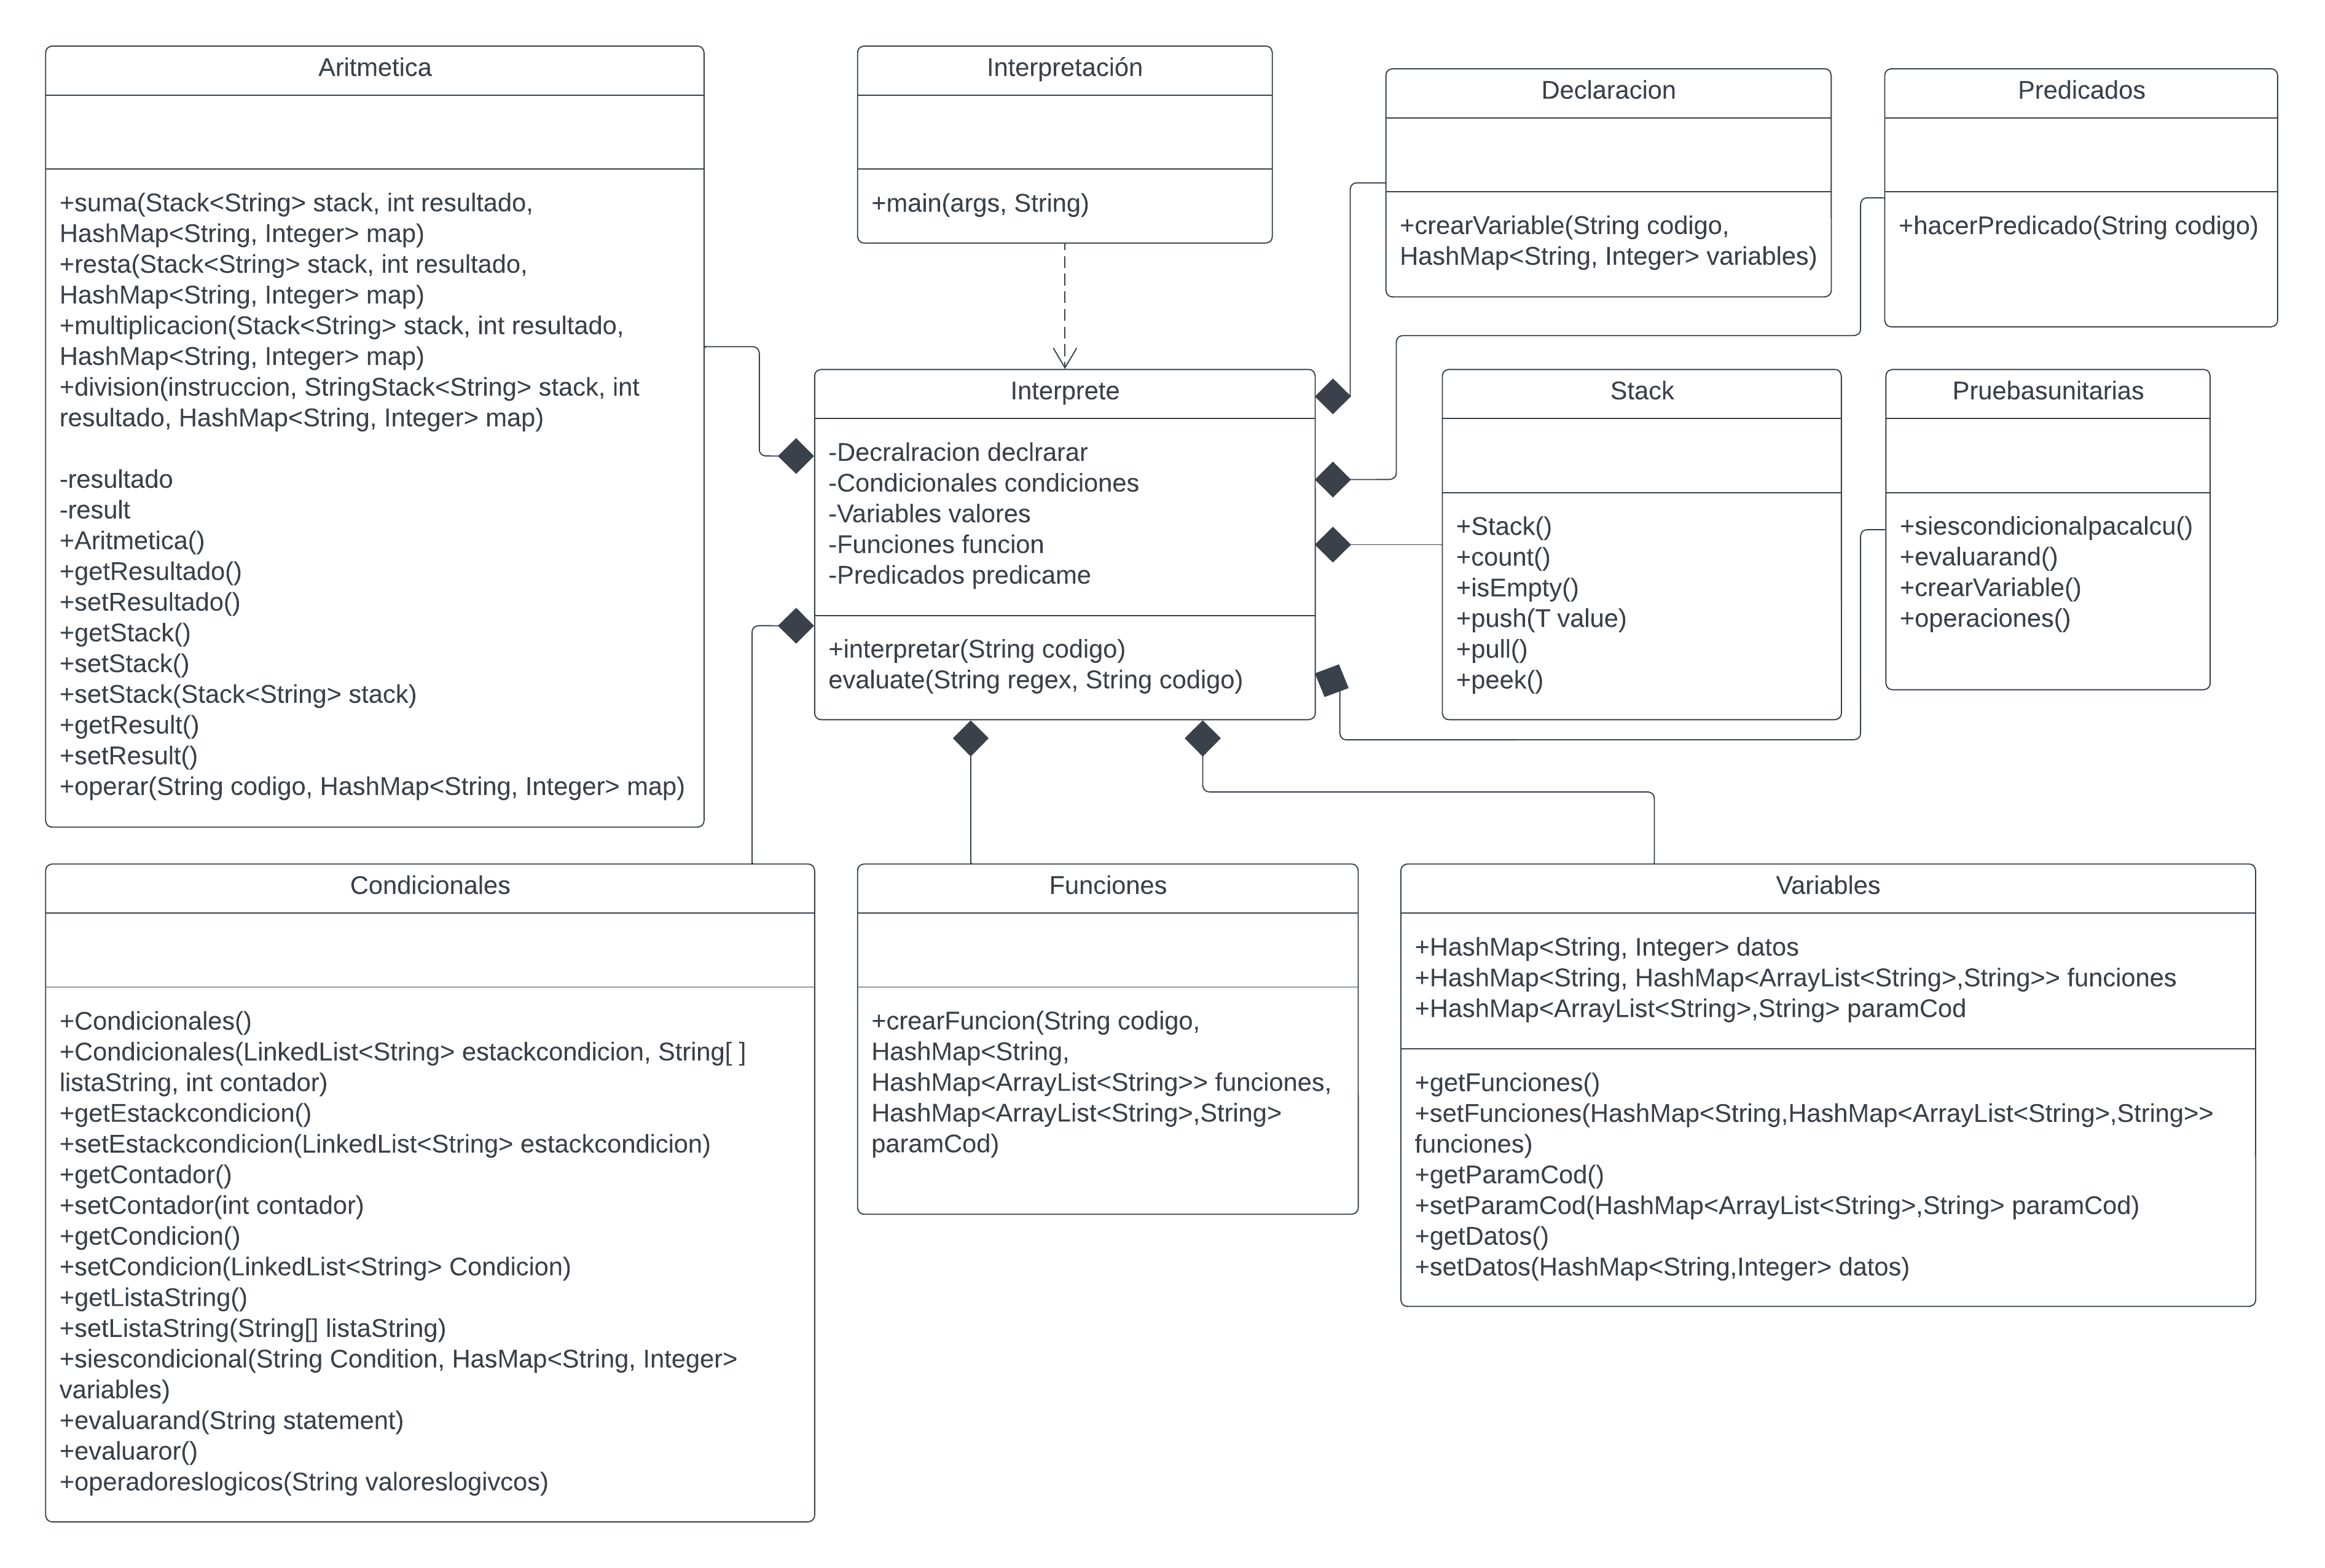 Aritmetica
+suma(Stack<String> stack, int resultado,
HashMap<String, Integer> map)
+resta(Stack<String> stack, int resultado,
HashMap<String, Integer> map)
+multiplicacion(Stack<String> stack, int resultado,
HashMap<String, Integer> map)
+division(instruccion, StringStack<String> stack, int
resultado, HashMap<String, Integer> map)
-resultado
-result
+Aritmetica()
+getResultado()
+setResultado()
+getStack()
+setStack()
+setStack(Stack<String> stack)
+getResult()
+setResult()
+operar(String codigo, HashMap<String, Integer> map)
Interpretación
+main(args, String)
Declaracion
+crearVariable(String codigo,
HashMap<String, Integer> variables)
Predicados
+hacerPredicado(String codigo)
Interprete
-Decralracion declrarar
-Condicionales condiciones
-Variables valores
-Funciones funcion
-Predicados predicame
+interpretar(String codigo)
evaluate(String regex, String codigo)
Stack
+Stack()
+count()
+isEmpty()
+push(T value)
+pull()
+peek()
Pruebasunitarias
+siescondicionalpacalcu()
+evaluarand()
+crearVariable()
+operaciones()
Condicionales
+Condicionales()
+Condicionales(LinkedList<String> estackcondicion, String[ ]
listaString, int contador)
+getEstackcondicion()
+setEstackcondicion(LinkedList<String> estackcondicion)
+getContador()
+setContador(int contador)
+getCondicion()
+setCondicion(LinkedList<String> Condicion)
+getListaString()
+setListaString(String[] listaString)
+siescondicional(String Condition, HasMap<String, Integer>
variables)
+evaluarand(String statement)
+evaluaror()
+operadoreslogicos(String valoreslogivcos)
Funciones
+crearFuncion(String codigo,
HashMap<String,
HashMap<ArrayList<String>> funciones,
HashMap<ArrayList<String>,String>
paramCod)
Variables
+HashMap<String, Integer> datos
+HashMap<String, HashMap<ArrayList<String>,String>> funciones
+HashMap<ArrayList<String>,String> paramCod
+getFunciones()
+setFunciones(HashMap<String,HashMap<ArrayList<String>,String>>
funciones)
+getParamCod()
+setParamCod(HashMap<ArrayList<String>,String> paramCod)
+getDatos()
+setDatos(HashMap<String,Integer> datos)